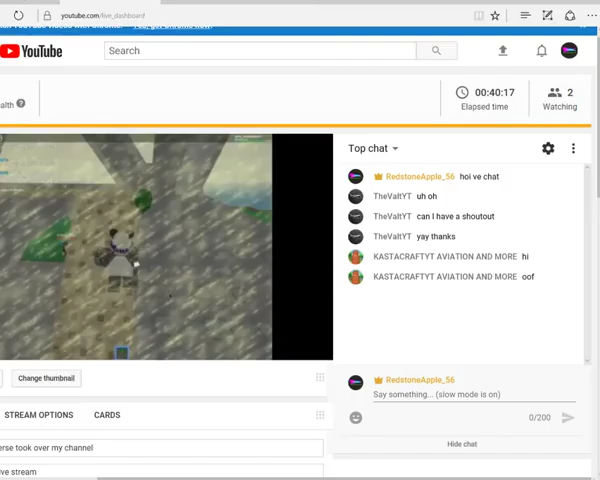 youtube.com/live_dashboard
YouTube
Search
alth
00:40:17
Elapsed time
2
Watching
Top chat
RedstoneApple_56 hoi ve chat
TheValtYT uh oh
TheValtYT can I have a shoutout
TheValtYT yay thanks
KASTACRAFTYT AVIATION AND MORE hi
KASTACRAFTYT AVIATION AND MORE oof
Change thumbnail
RedstoneApple_56
Say something... (slow mode is on)
0/200
STREAM OPTIONS CARDS
Hide chat
erse took over my channel
ive stream